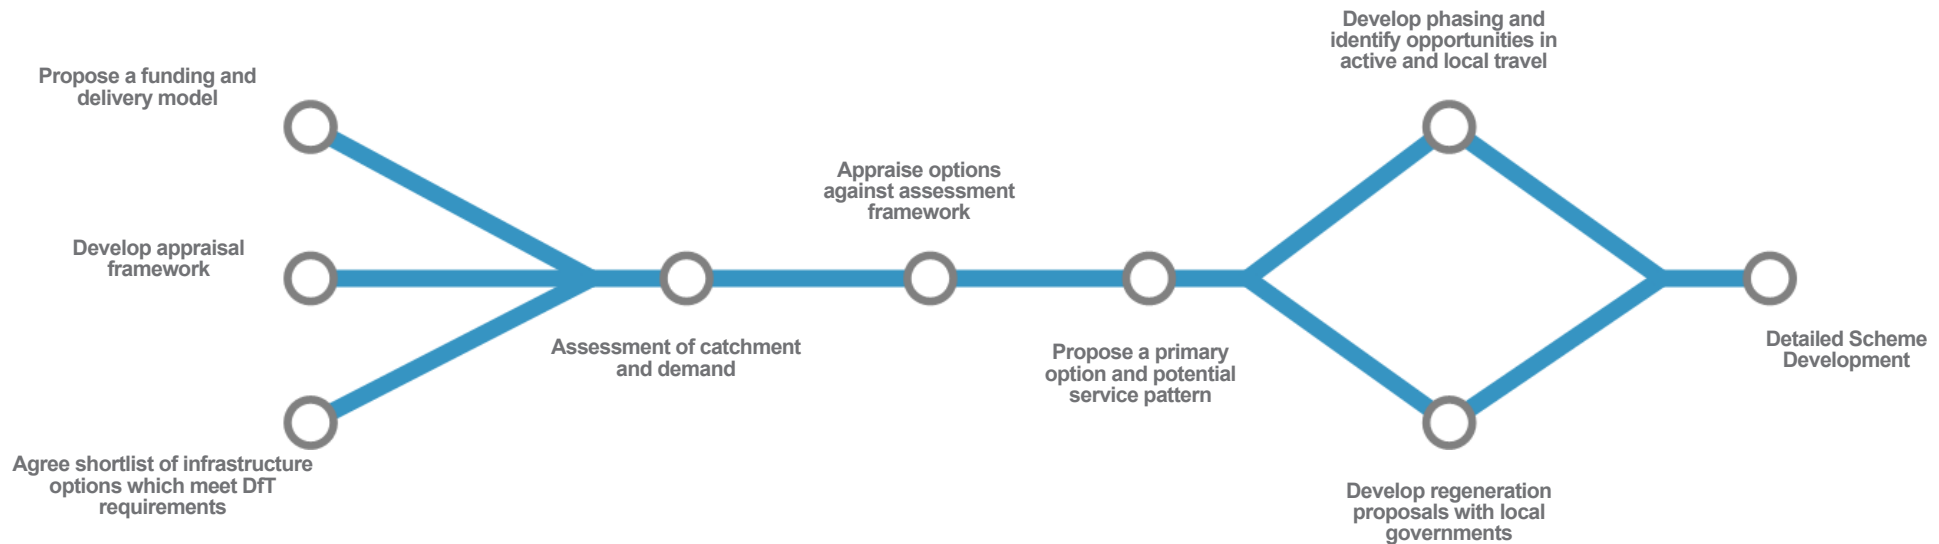 Propose a funding and
delivery model
Develop appraisal
framework
Agree shortlist of infrastructure
options which meet DfT
requirements
Assessment of catchment
and demand
Appraise options
against assessment
framework
Propose a primary
option and potential
service pattern
Develop phasing and
identify opportunities in
active and local travel
Develop regeneration
proposals with local
governments
Detailed Scheme
Development